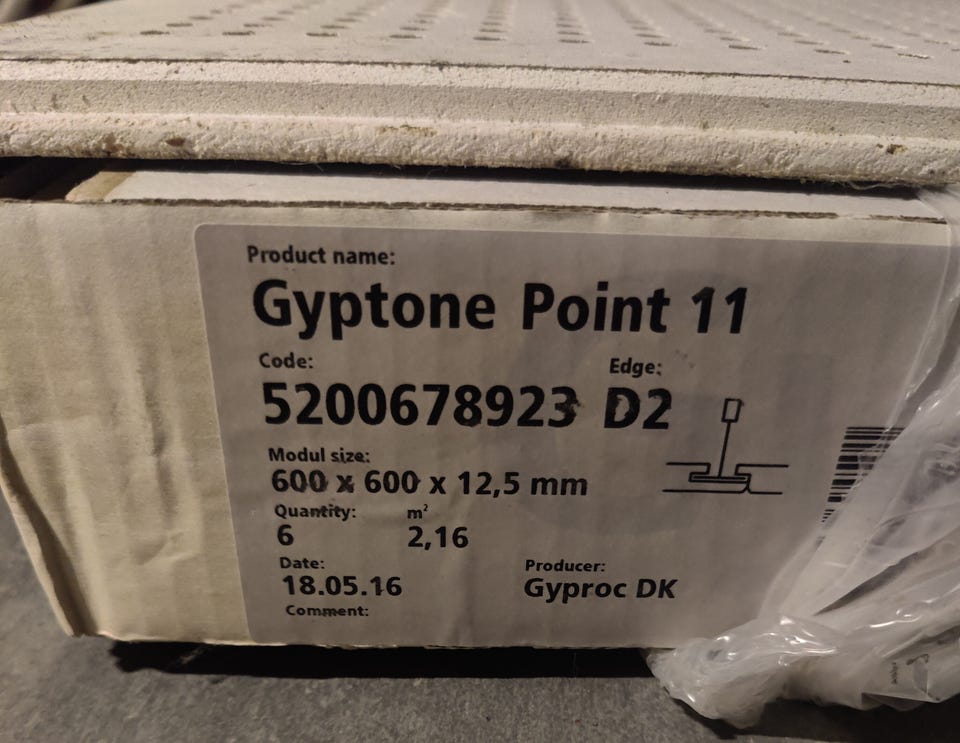 Product name:
Gyptone Point 11
Code: Edge:
5200678923 D2
Modul size:
600 x 600 x 12,5 mm
Quantity: m²
6 2,16
Date: Producer:
18.05.16 Gyproc DK
Comment: